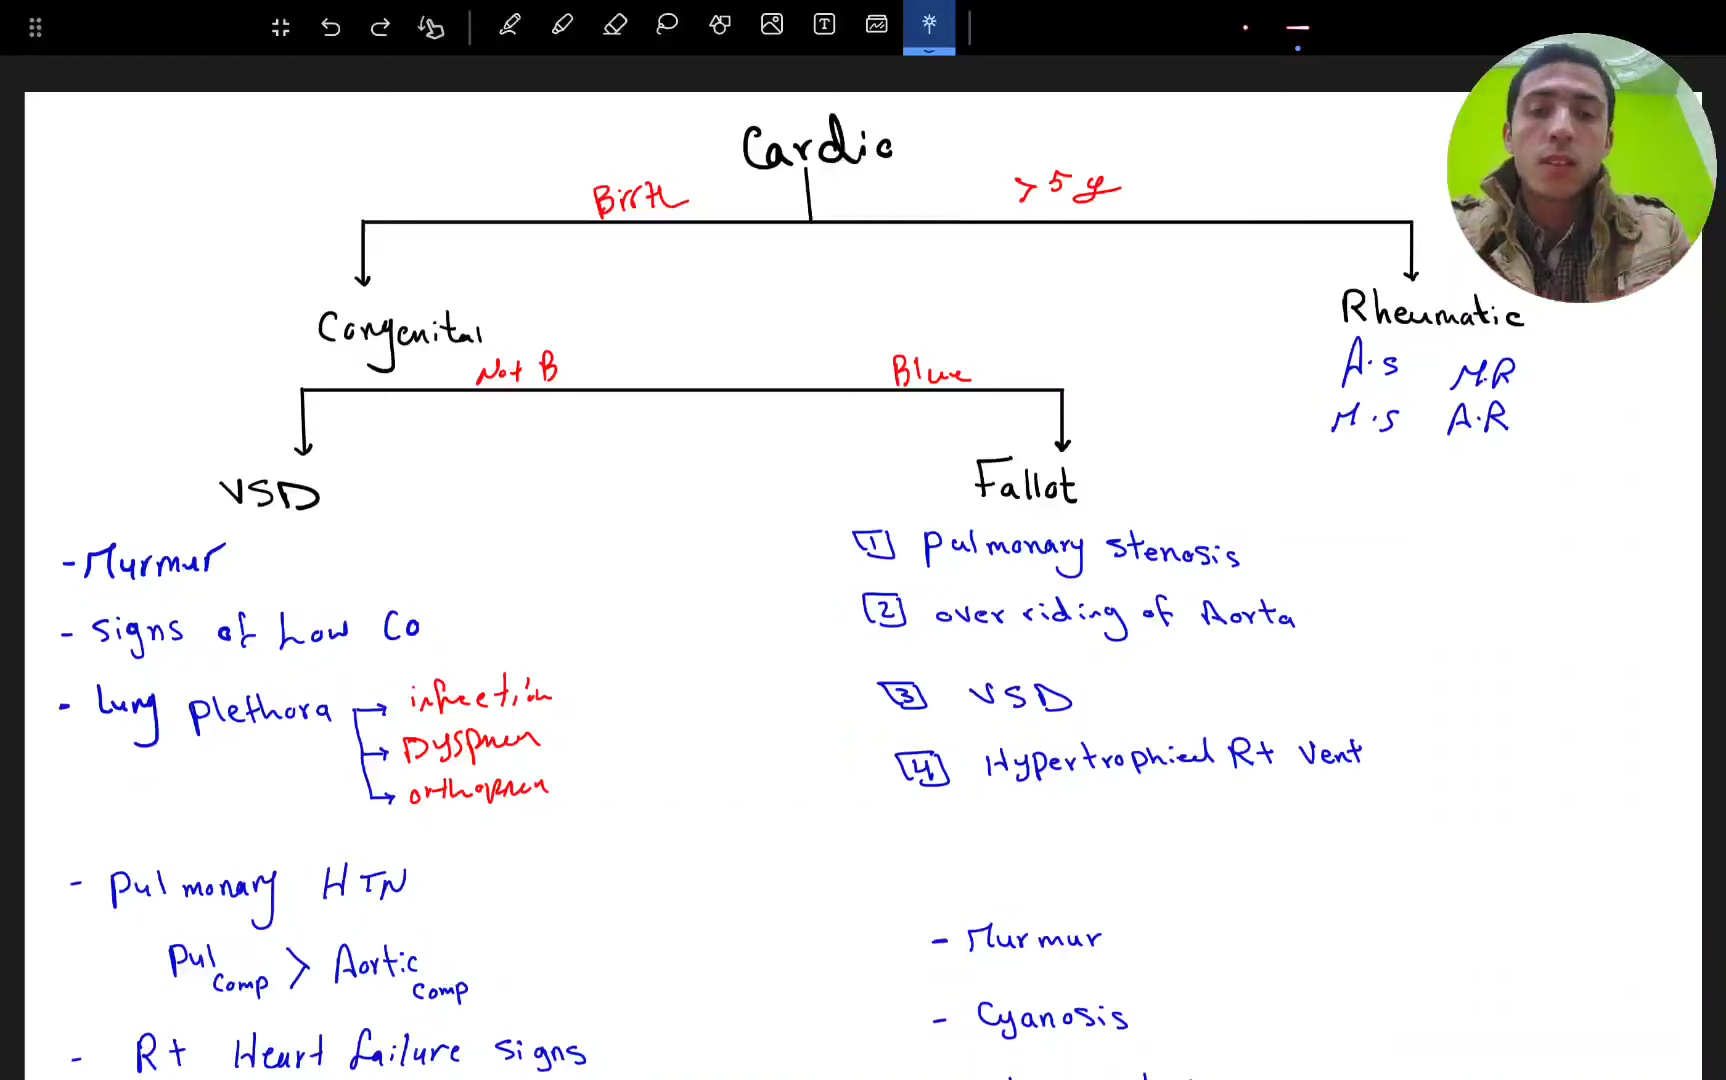 Cardic
Birth
> 5 y
Congenital
Rheumatic
A.S M.R
M.S A.R
Not B
Blue
VSD
Fallot
- Murmur
- signs of Low CO
- Lung plethora
infection
Dyspnea
orthopnea
- Pulmonary HTN
Pul comp > Aortic comp
- Rt Heart failure signs
1 Pulmonary stenosis
2 over riding of Aorta
3 VSD
4 Hypertrophied Rt Vent
- Murmur
- Cyanosis